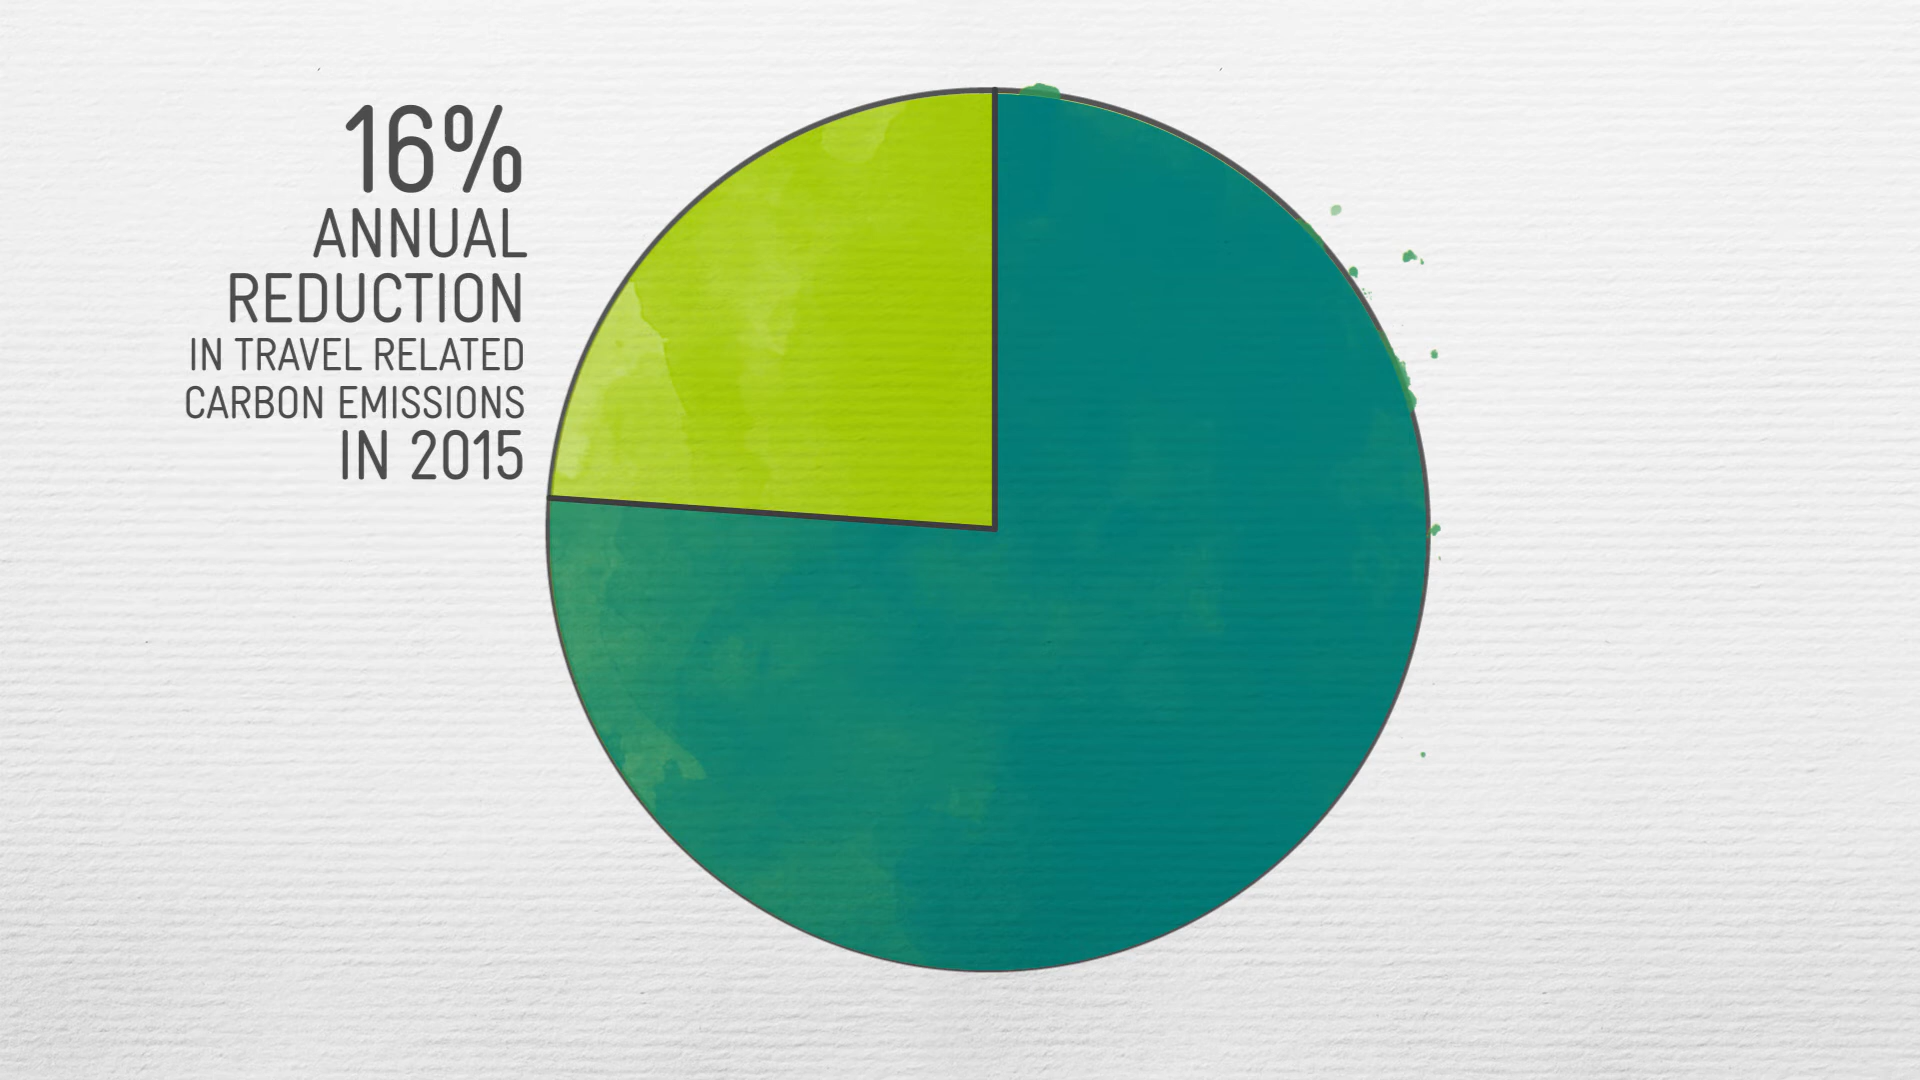 16%
ANNUAL
REDUCTION
IN TRAVEL RELATED
CARBON EMISSIONS
IN 2015